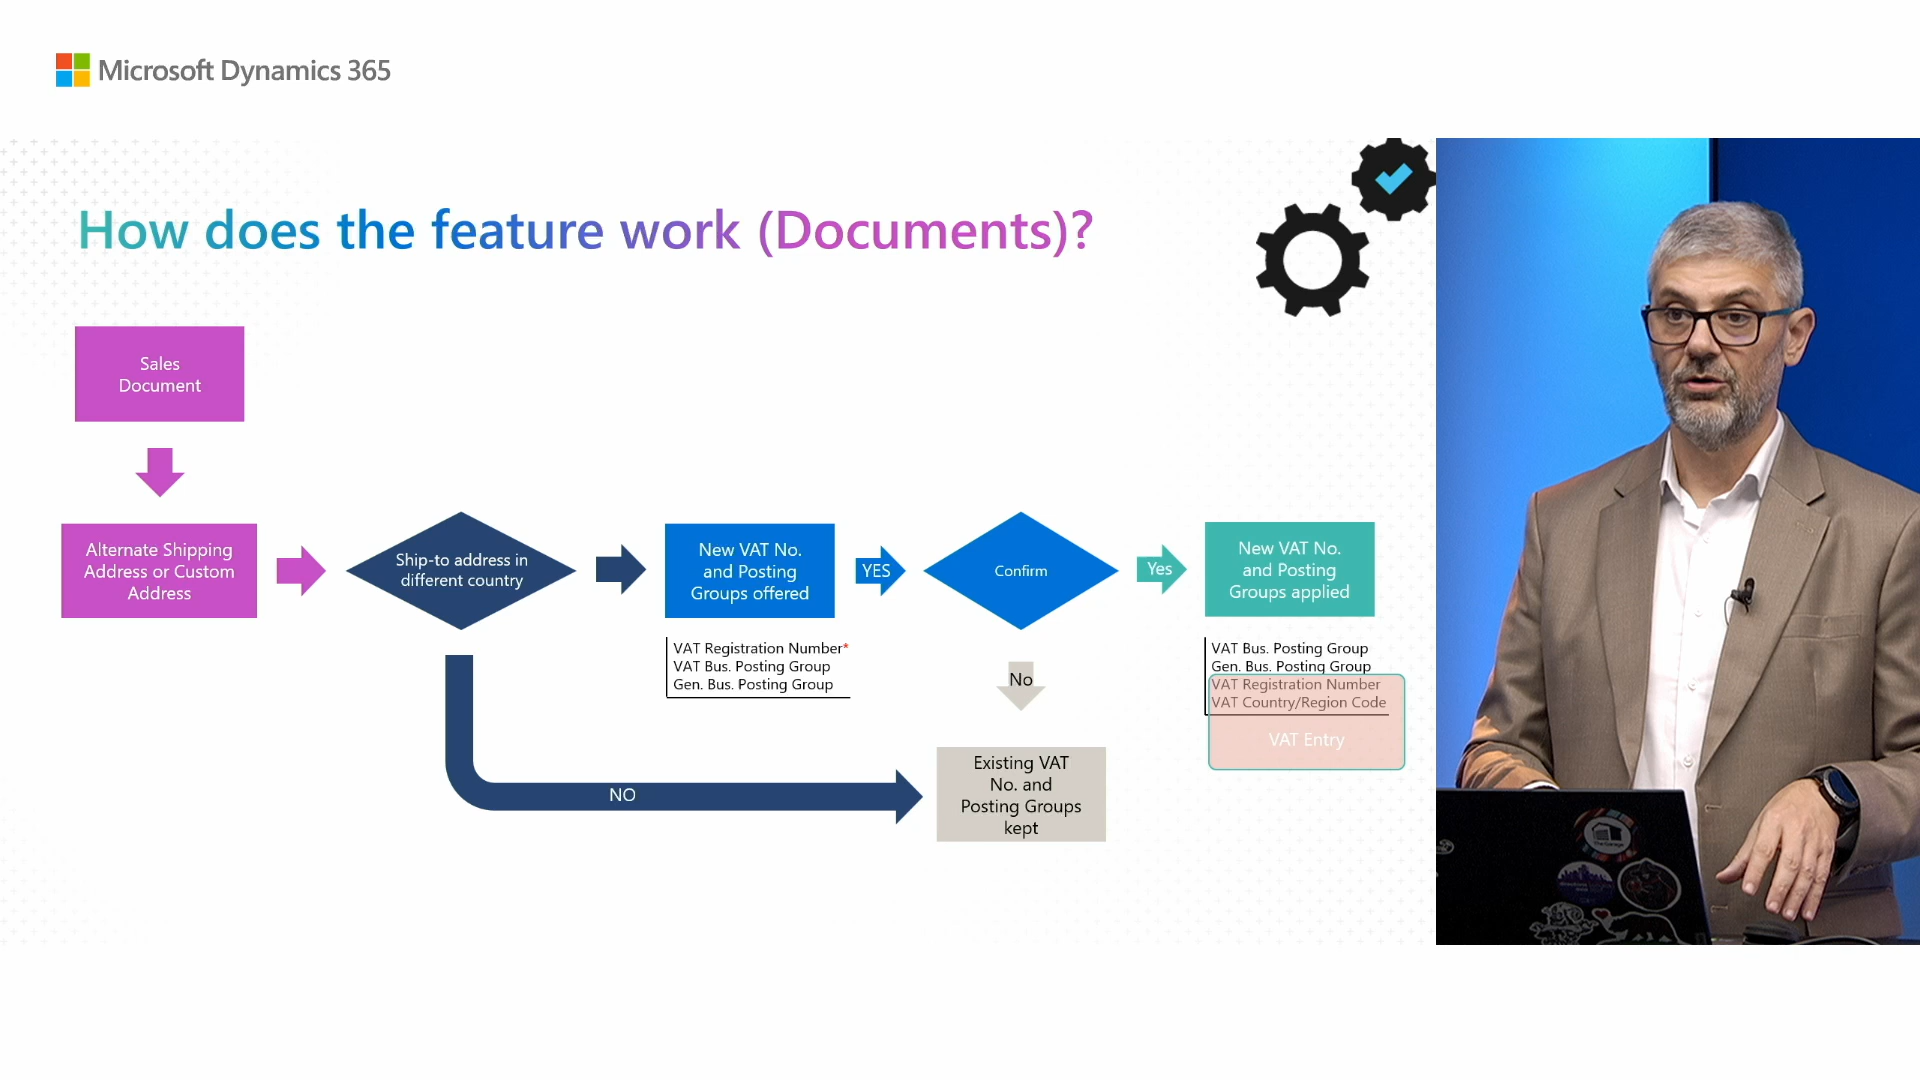 Microsoft Dynamics 365
How does the feature work (Documents)?
Sales
Document
Alternate Shipping
Address or Custom
Address
Ship-to address in
different country
New VAT No.
and Posting
Groups offered
YES
Confirm
Yes
New VAT No.
and Posting
Groups applied
VAT Registration Number*
VAT Bus. Posting Group
Gen. Bus. Posting Group
No
VAT Bus. Posting Group
Gen. Bus. Posting Group
VAT Registration Number
VAT Country/Region Code
VAT Entry
NO
Existing VAT
No. and
Posting Groups
kept